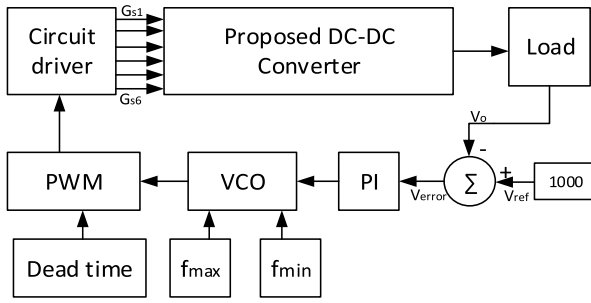 Circuit
driver
Gs1
Gs6
Proposed DC-DC
Converter
Load
Vo
-
+
Σ
1000
Vref
Verror
PI
VCO
PWM
Dead time
fmax
fmin